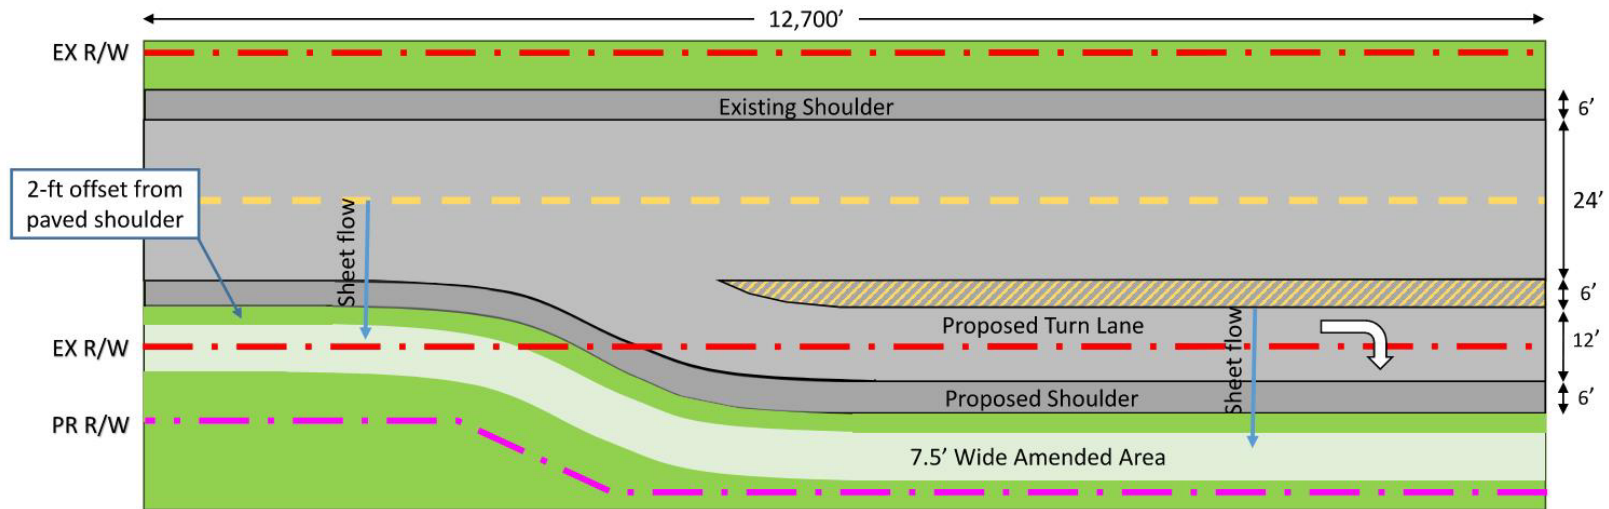 12,700’
EX R/W
Existing Shoulder
6’
2-ft offset from
paved shoulder
Sheet flow
24’
6’
Proposed Turn Lane
Sheet flow
12’
EX R/W
Proposed Shoulder
6’
PR R/W
7.5’ Wide Amended Area